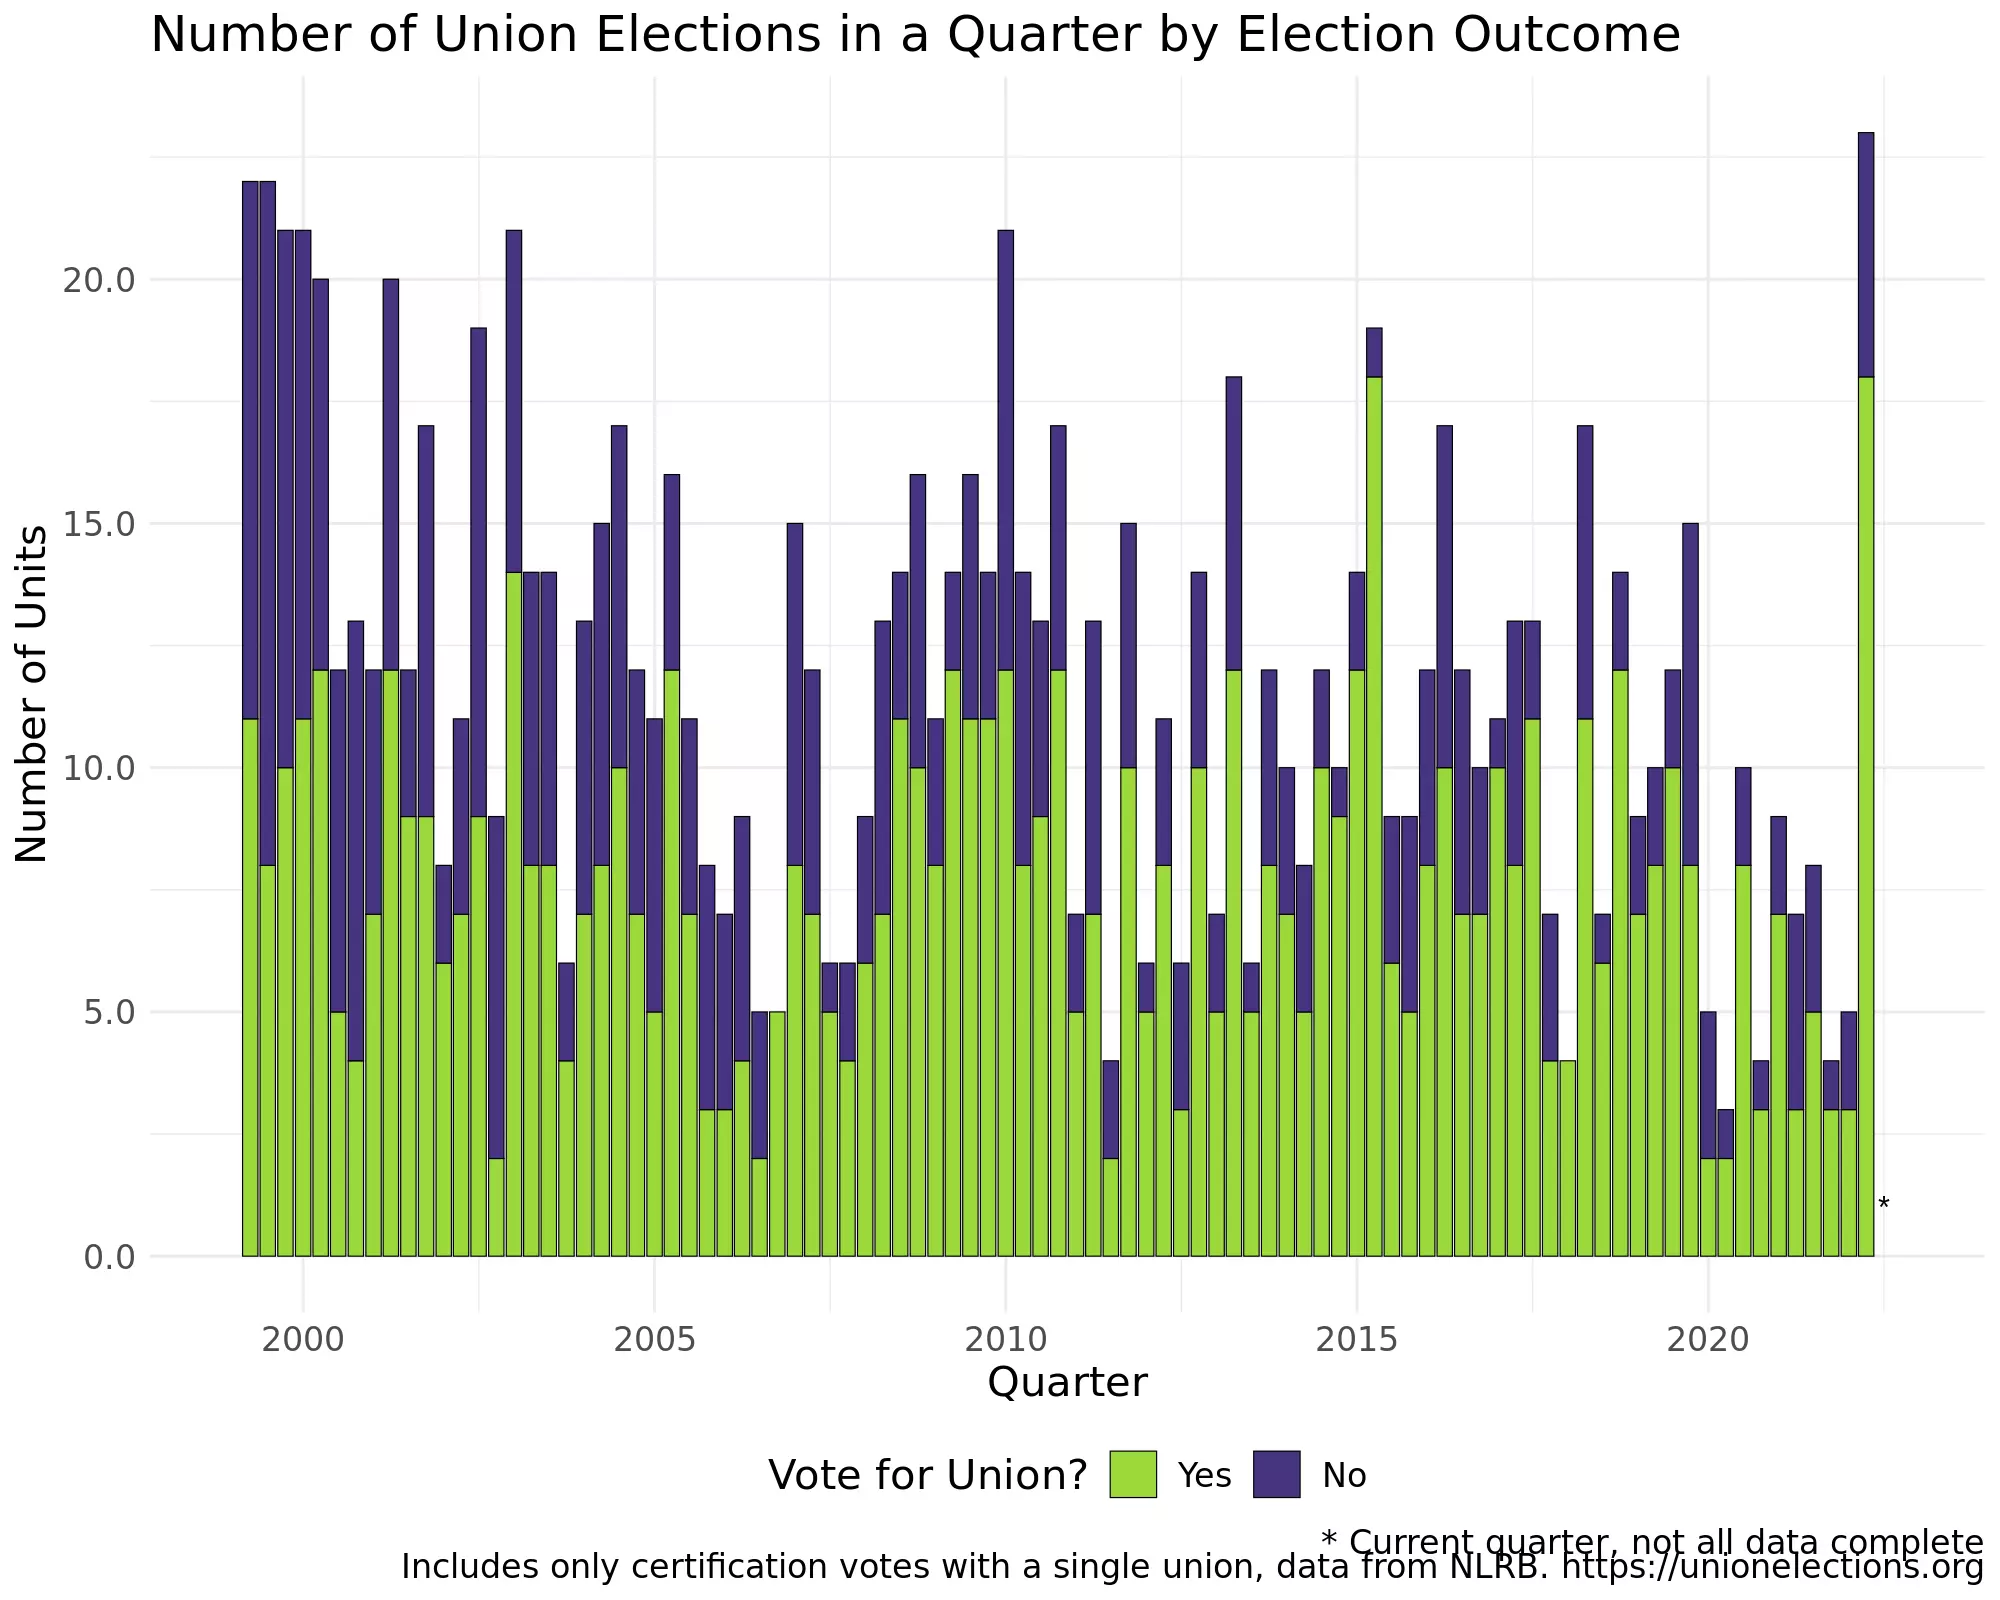 Number of Union Elections in a Quarter by Election Outcome
Number of Units
20.0
15.0
10.0
5.0
0.0
*
2000 2005 2010 2015 2020
Quarter
Vote for Union? Yes No
* Current quarter, not all data complete
Includes only certification votes with a single union, data from NLRB. https://unionelections.org